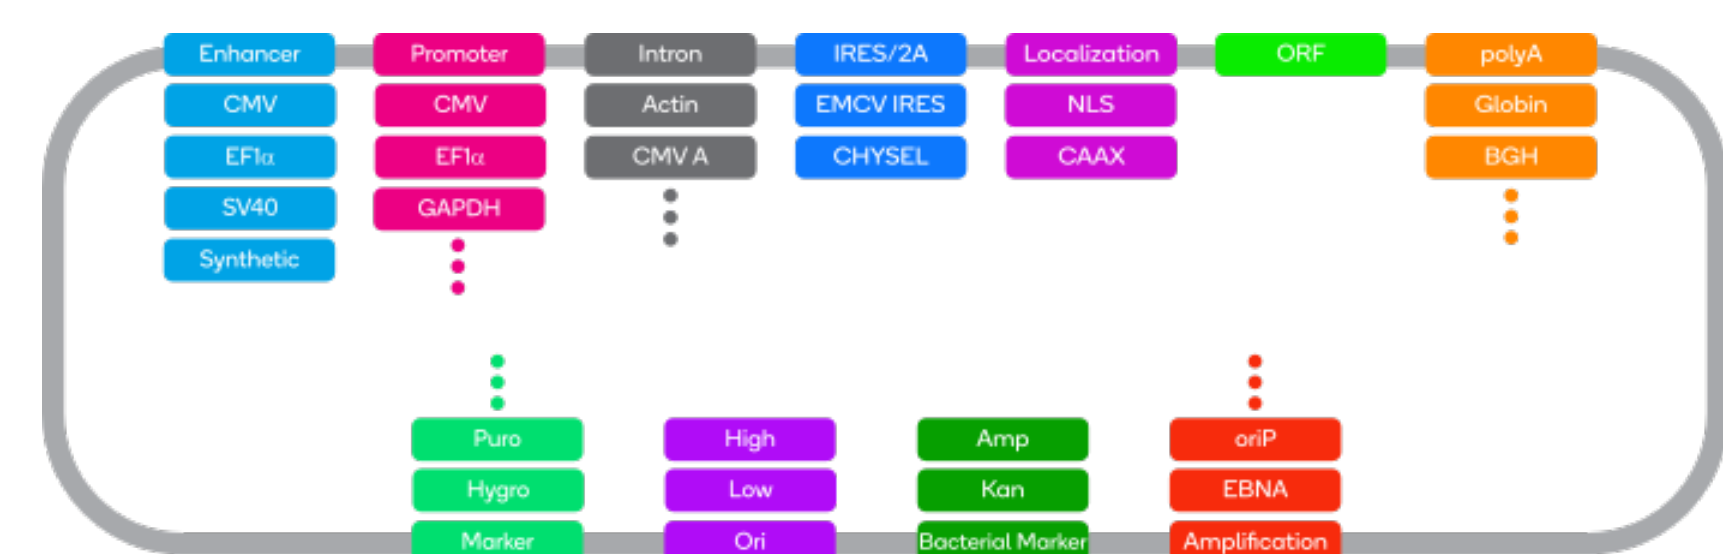 Enhancer Promoter Intron IRES/2A Localization ORF polyA
CMV CMV Actin EMCV IRES NLS Globin
EF1α EF1α CMV A CHYSEL CAAX BGH
SV40 GAPDH
Synthetic
Puro High Amp oriP
Hygro Low Kan EBNA
Marker Ori Bacterial Marker Amplification